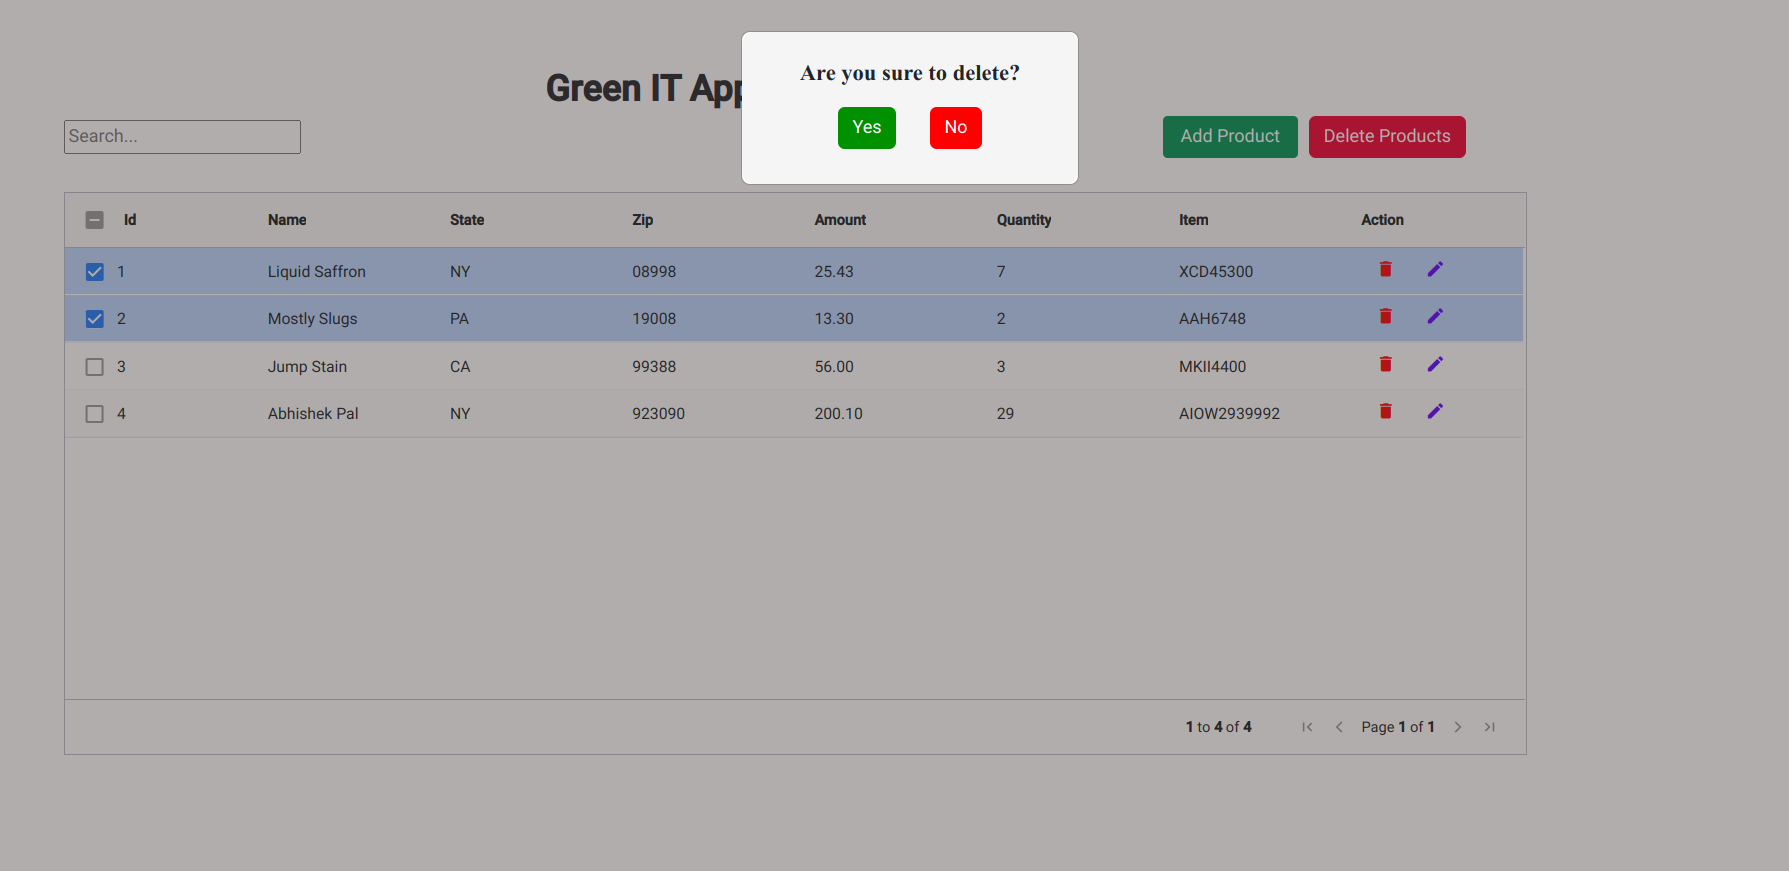 Are you sure to delete?
Yes No
Green IT App
Search...
Add Product Delete Products
Id Name State Zip Amount Quantity Item Action
1 Liquid Saffron NY 08998 25.43 7 XCD45300
2 Mostly Slugs PA 19008 13.30 2 AAH6748
3 Jump Stain CA 99388 56.00 3 MKII4400
4 Abhishek Pal NY 923090 200.10 29 AIOW2939992
1 to 4 of 4 Page 1 of 1